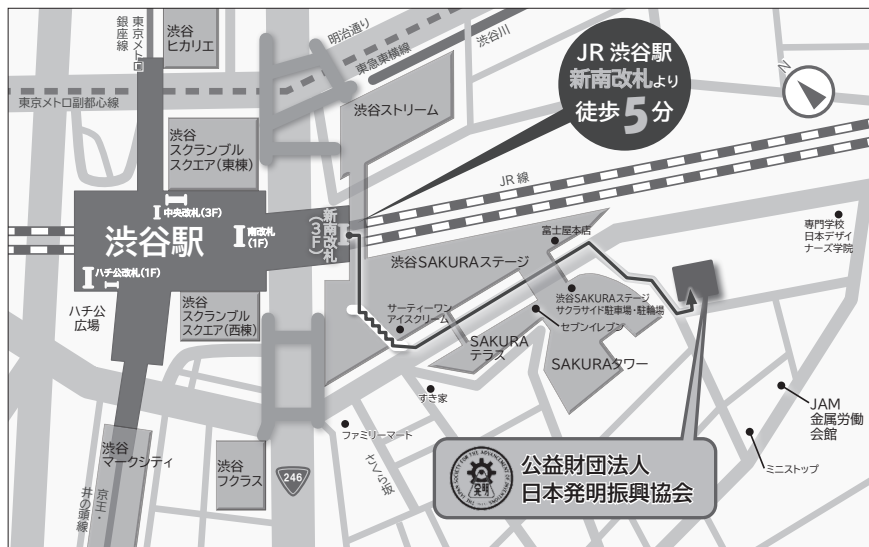 東京メトロ
銀座線
渋谷
ヒカリエ
明治通り
東急東横線
渋谷川
JR 渋谷駅
新南改札より
徒歩5分
N
東京メトロ副都心線
渋谷ストリーム
渋谷
スクランブル
スクエア(東棟)
JR 線
中央改札(3F)
渋谷駅
南改札
(1F)
新南改札
(3F)
ハチ公改札(1F)
ハチ公
広場
渋谷
スクランブル
スクエア(西棟)
富士屋本店
専門学校
日本デザイ
ナーズ学院
渋谷SAKURAステージ
渋谷SAKURAステージ
サクラサイド駐車場・駐輪場
サーティーワン
アイスクリーム
セブンイレブン
SAKURA
テラス
SAKURAタワー
すき家
ファミリーマート
さくら坂
JAM
金属労働
会館
ミニストップ
渋谷
マークシティ
渋谷
フクラス
246
京王・
井の頭線
JAPAN SOCIETY FOR THE ADVANCEMENT OF INVENTIONS
発明
公益財団法人
日本発明振興協会